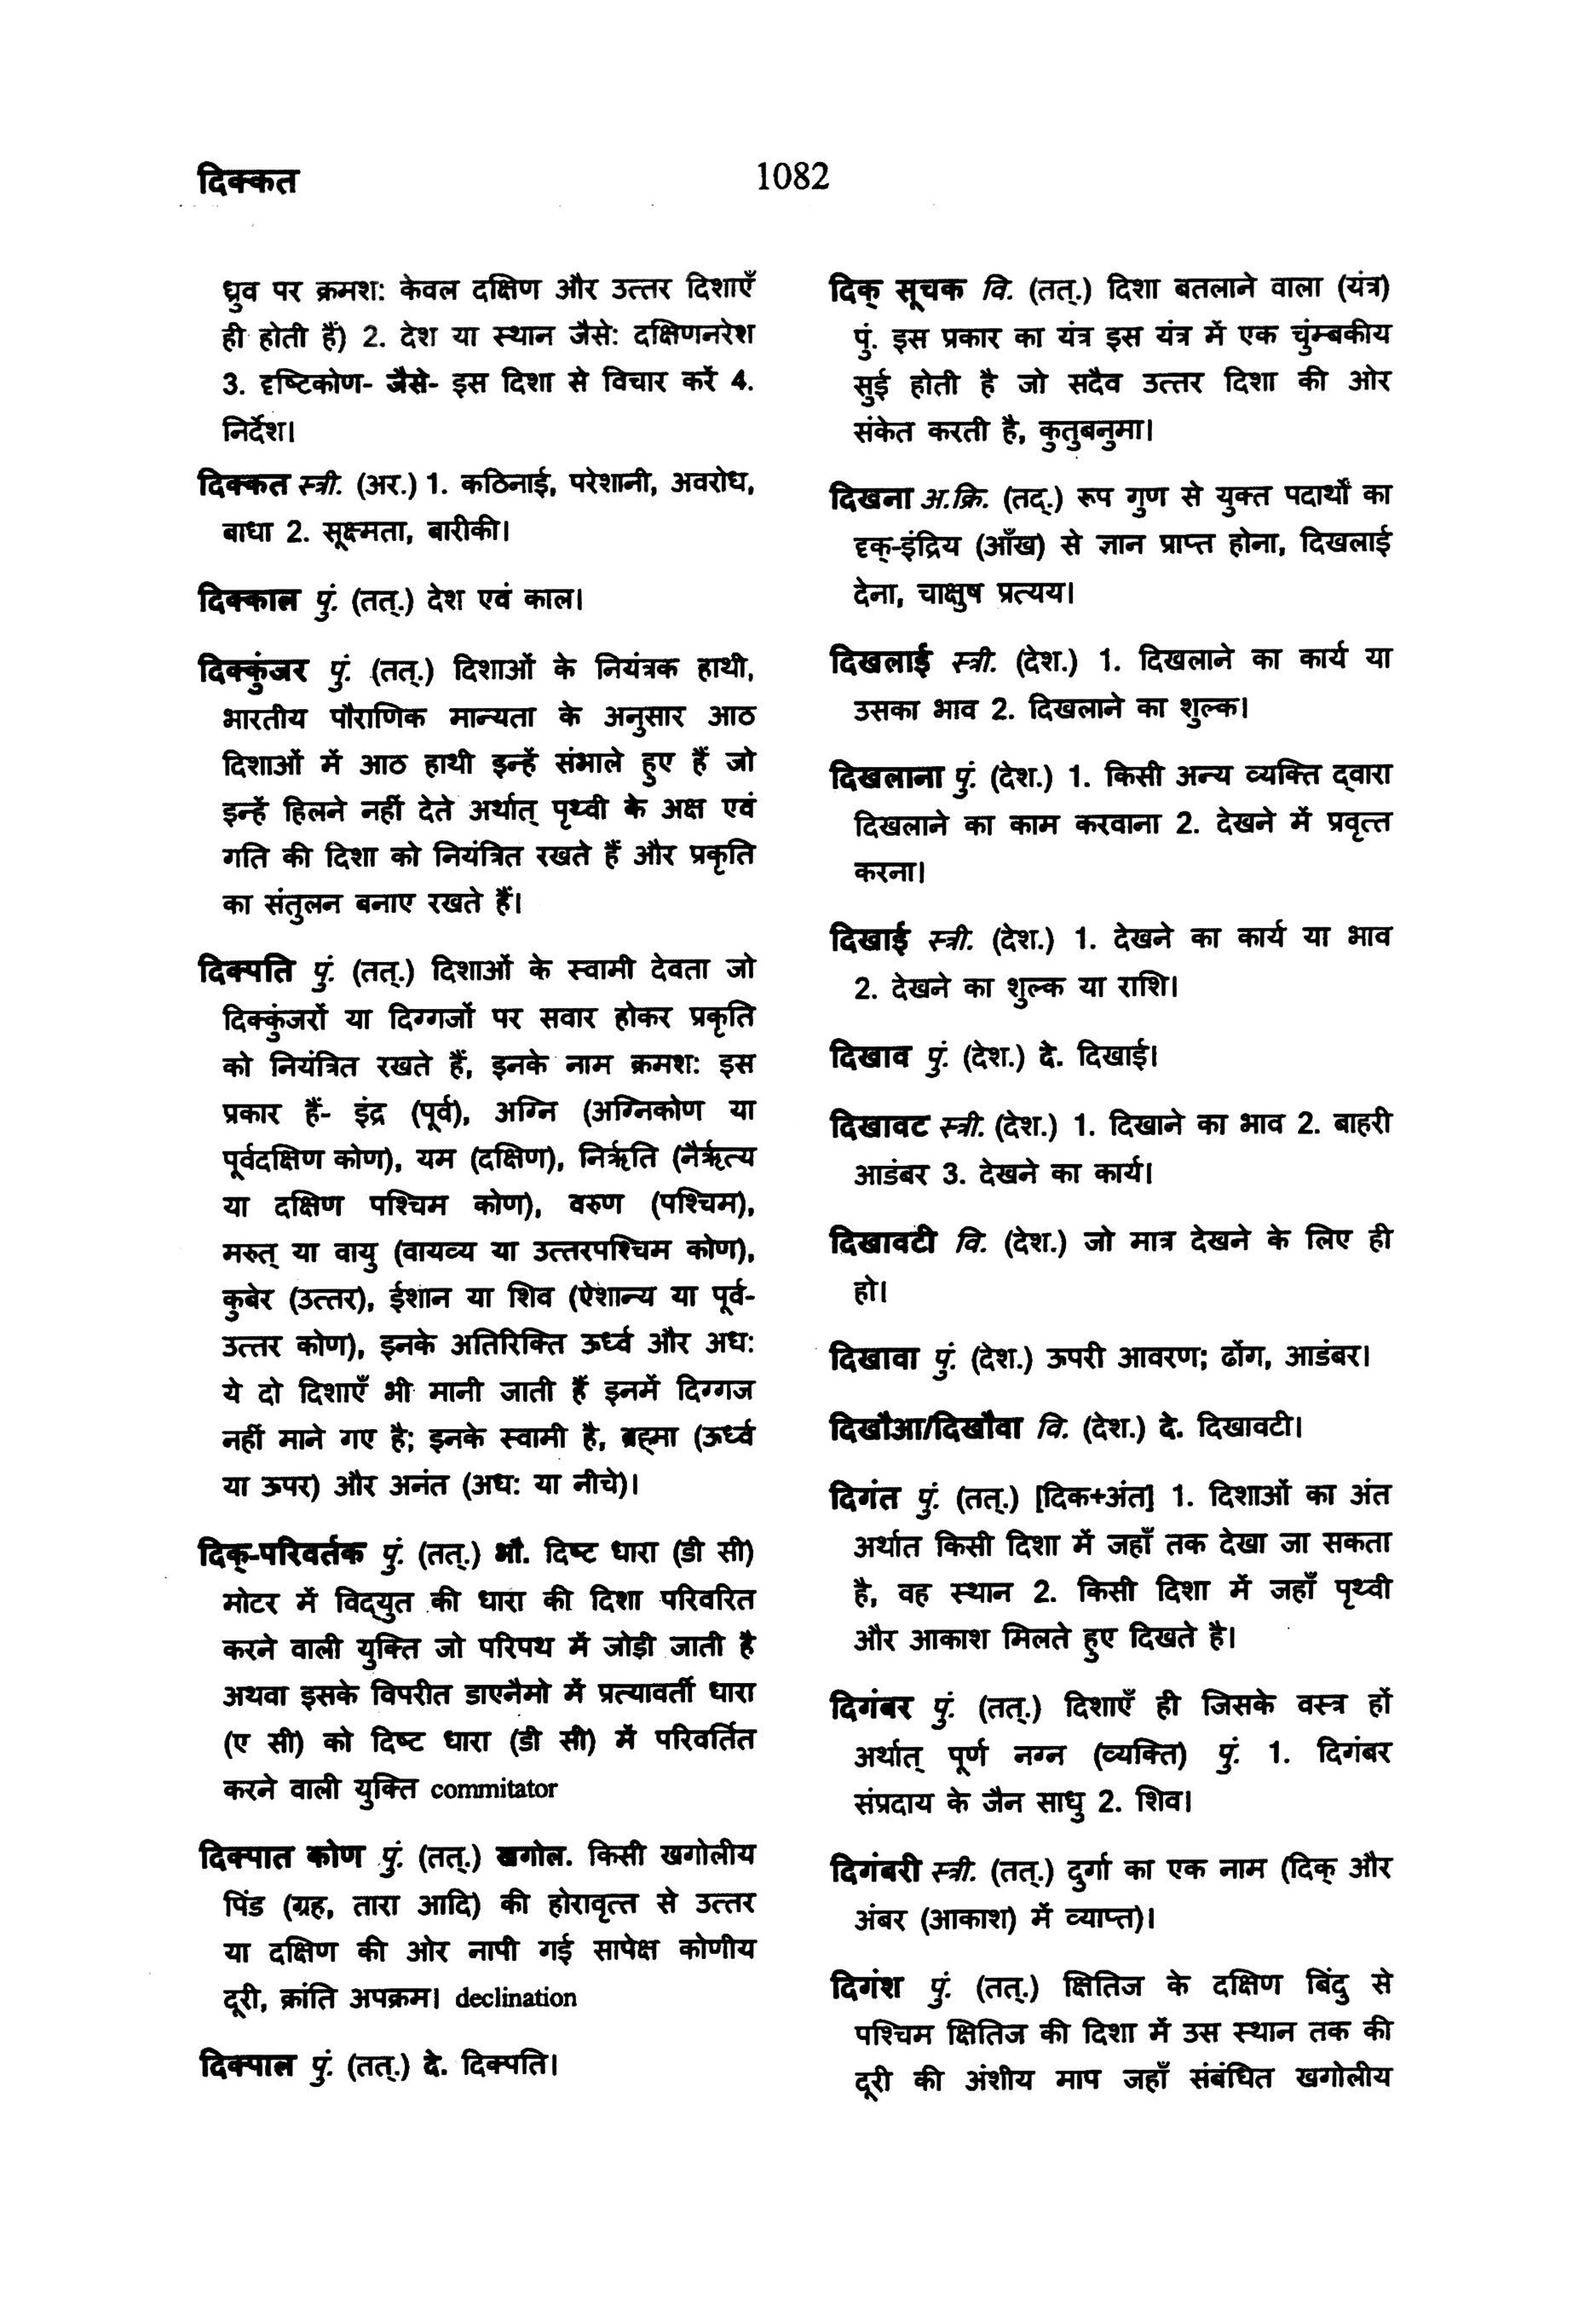 दिक्कत
1082
ध्रुव पर क्रमश: केवल दक्षिण और उत्तर दिशाएँ
ही होती हैं) 2. देश या स्थान जैसे: दक्षिणनरेश
3. दृष्टिकोण- जैसे- इस दिशा से विचार करें 4.
निर्देश।
दिक्कत स्त्री. (अर.) 1. कठिनाई, परेशानी, अवरोध,
बाधा 2. सूक्ष्मता, बारीकी।
दिक्काल पुं. (तत्.) देश एवं काल।
दिक्कुंजर पुं. (तत्.) दिशाओं के नियंत्रक हाथी,
भारतीय पौराणिक मान्यता के अनुसार आठ
दिशाओं में आठ हाथी इन्हें संभाले हुए हैं जो
इन्हें हिलने नहीं देते अर्थात् पृथ्वी के अक्ष एवं
गति की दिशा को नियंत्रित रखते हैं और प्रकृति
का संतुलन बनाए रखते हैं।
दिक्पति पुं. (तत्.) दिशाओं के स्वामी देवता जो
दिक्कुंजरों या दिग्गजों पर सवार होकर प्रकृति
को नियंत्रित रखते हैं, इनके नाम क्रमश: इस
प्रकार हैं- इंद्र (पूर्व), अग्नि (अग्निकोण या
पूर्वदक्षिण कोण), यम (दक्षिण), निर्ऋति (नैर्ऋत्य
या दक्षिण पश्चिम कोण), वरुण (पश्चिम),
मरुत् या वायु (वायव्य या उत्तरपश्चिम कोण),
कुबेर (उत्तर), ईशान या शिव (ऐशान्य या पूर्व-
उत्तर कोण), इनके अतिरिक्ति ऊर्ध्व और अध:
ये दो दिशाएँ भी मानी जाती हैं इनमें दिग्गज
नहीं माने गए है; इनके स्वामी है, ब्रह्मा (ऊर्ध्व
या ऊपर) और अनंत (अध: या नीचे)।
दिक्-परिवर्तक पुं. (तत्.) भौ. दिष्ट धारा (डी सी)
मोटर में विद्युत की धारा की दिशा परिवरित
करने वाली युक्ति जो परिपथ में जोड़ी जाती है
अथवा इसके विपरीत डाएनैमो में प्रत्यावर्ती धारा
(ए सी) को दिष्ट धारा (डी सी) में परिवर्तित
करने वाली युक्ति commitator
दिक्पात कोण पुं. (तत्.) खगोल. किसी खगोलीय
पिंड (ग्रह, तारा आदि) की होरावृत्त से उत्तर
या दक्षिण की ओर नापी गई सापेक्ष कोणीय
दूरी, क्रांति अपक्रम। declination
दिक्पाल पुं. (तत्.) दे. दिक्पति।
दिक् सूचक वि. (तत्.) दिशा बतलाने वाला (यंत्र)
पुं. इस प्रकार का यंत्र इस यंत्र में एक चुंम्बकीय
सुई होती है जो सदैव उत्तर दिशा की ओर
संकेत करती है, कुतुबनुमा।
दिखना अ.क्रि. (तद्.) रूप गुण से युक्त पदार्थों का
दृक्-इंद्रिय (आँख) से ज्ञान प्राप्त होना, दिखलाई
देना, चाक्षुष प्रत्यय।
दिखलाई स्त्री. (देश.) 1. दिखलाने का कार्य या
उसका भाव 2. दिखलाने का शुल्क।
दिखलाना पुं. (देश.) 1. किसी अन्य व्यक्ति द्वारा
दिखलाने का काम करवाना 2. देखने में प्रवृत्त
करना।
दिखाई स्त्री. (देश.) 1. देखने का कार्य या भाव
2. देखने का शुल्क या राशि।
दिखाव पुं. (देश.) दे. दिखाई।
दिखावट स्त्री. (देश.) 1. दिखाने का भाव 2. बाहरी
आडंबर 3. देखने का कार्य।
दिखावटी वि. (देश.) जो मात्र देखने के लिए ही
हो।
दिखावा पुं. (देश.) ऊपरी आवरण; ढोंग, आडंबर।
दिखौआ/दिखौवा वि. (देश.) दे. दिखावटी।
दिगंत पुं. (तत्.) [दिक+अंत] 1. दिशाओं का अंत
अर्थात किसी दिशा में जहाँ तक देखा जा सकता
है, वह स्थान 2. किसी दिशा में जहाँ पृथ्वी
और आकाश मिलते हुए दिखते है।
दिगंबर पुं. (तत्.) दिशाएँ ही जिसके वस्त्र हों
अर्थात् पूर्ण नग्न (व्यक्ति) पुं. 1. दिगंबर
संप्रदाय के जैन साधु 2. शिव।
दिगंबरी स्त्री. (तत्.) दुर्गा का एक नाम (दिक् और
अंबर (आकाश) में व्याप्त)।
दिगंश पुं. (तत्.) क्षितिज के दक्षिण बिंदु से
पश्चिम क्षितिज की दिशा में उस स्थान तक की
दूरी की अंशीय माप जहाँ संबंधित खगोलीय